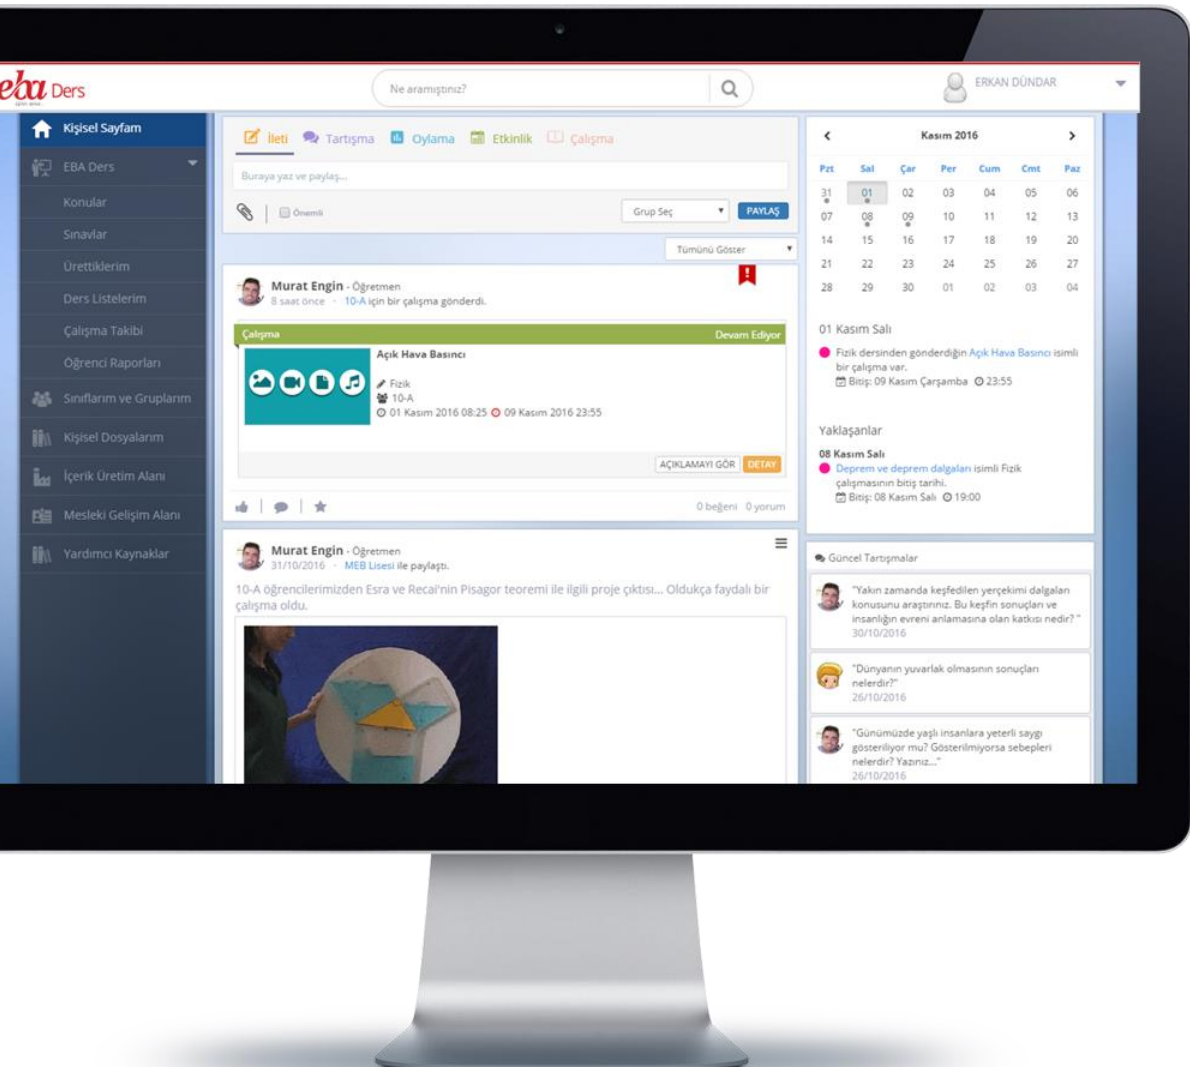 eba Ders
Ne aramıştınız?
ERKAN DÜNDAR
Kişisel Sayfam
EBA Ders
Konular
Sınavlar
Ürettiklerim
Ders Listelerim
Çalışma Takibi
Öğrenci Raporları
Sınıflarım ve Gruplarım
Kişisel Dosyalarım
İçerik Üretim Alanı
Mesleki Gelişim Alanı
Yardımcı Kaynaklar
İleti Tartışma Oylama Etkinlik Çalışma
Buraya yaz ve paylaş...
Önemli
Grup Seç
PAYLAŞ
Tümünü Göster
Murat Engin - Öğretmen
8 saat önce · 10-A için bir çalışma gönderdi.
Çalışma Devam Ediyor
Açık Hava Basıncı
Fizik
10-A
01 Kasım 2016 08:25 09 Kasım 2016 23:55
AÇIKLAMAYI GÖR DETAY
0 beğeni 0 yorum
Murat Engin - Öğretmen
31/10/2016 · MEB Lisesi ile paylaştı.
10-A öğrencilerimizden Esra ve Recai'nin Pisagor teoremi ile ilgili proje çıktısı... Oldukça faydalı bir
çalışma oldu.
Kasım 2016
Pzt Sal Çar Per Cum Cmt Paz
31 01 02 03 04 05 06
07 08 09 10 11 12 13
14 15 16 17 18 19 20
21 22 23 24 25 26 27
28 29 30 01 02 03 04
01 Kasım Salı
Fizik dersinden gönderdiğin Açık Hava Basıncı isimli
bir çalışma var.
Bitiş: 09 Kasım Çarşamba 23:55
Yaklaşanlar
08 Kasım Salı
Deprem ve deprem dalgaları isimli Fizik
çalışmasının bitiş tarihi.
Bitiş: 08 Kasım Salı 19:00
Güncel Tartışmalar
"Yakın zamanda keşfedilen yerçekimi dalgaları
konusunu araştırınız. Bu keşfin sonuçları ve
insanlığın evreni anlamasına olan katkısı nedir? "
30/10/2016
"Dünyanın yuvarlak olmasının sonuçları
nelerdir?"
26/10/2016
"Günümüzde yaşlı insanlara yeterli saygı
gösteriliyor mu? Gösterilmiyorsa sebepleri
nelerdir? Yazınız..."
26/10/2016